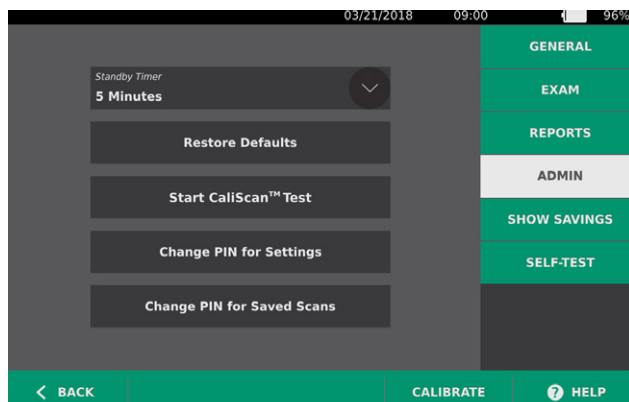 03/21/2018 09:00 96%
GENERAL
Standby Timer
5 Minutes
EXAM
Restore Defaults
REPORTS
ADMIN
Start CaliScan™ Test
SHOW SAVINGS
Change PIN for Settings
SELF-TEST
Change PIN for Saved Scans
BACK
CALIBRATE
? HELP